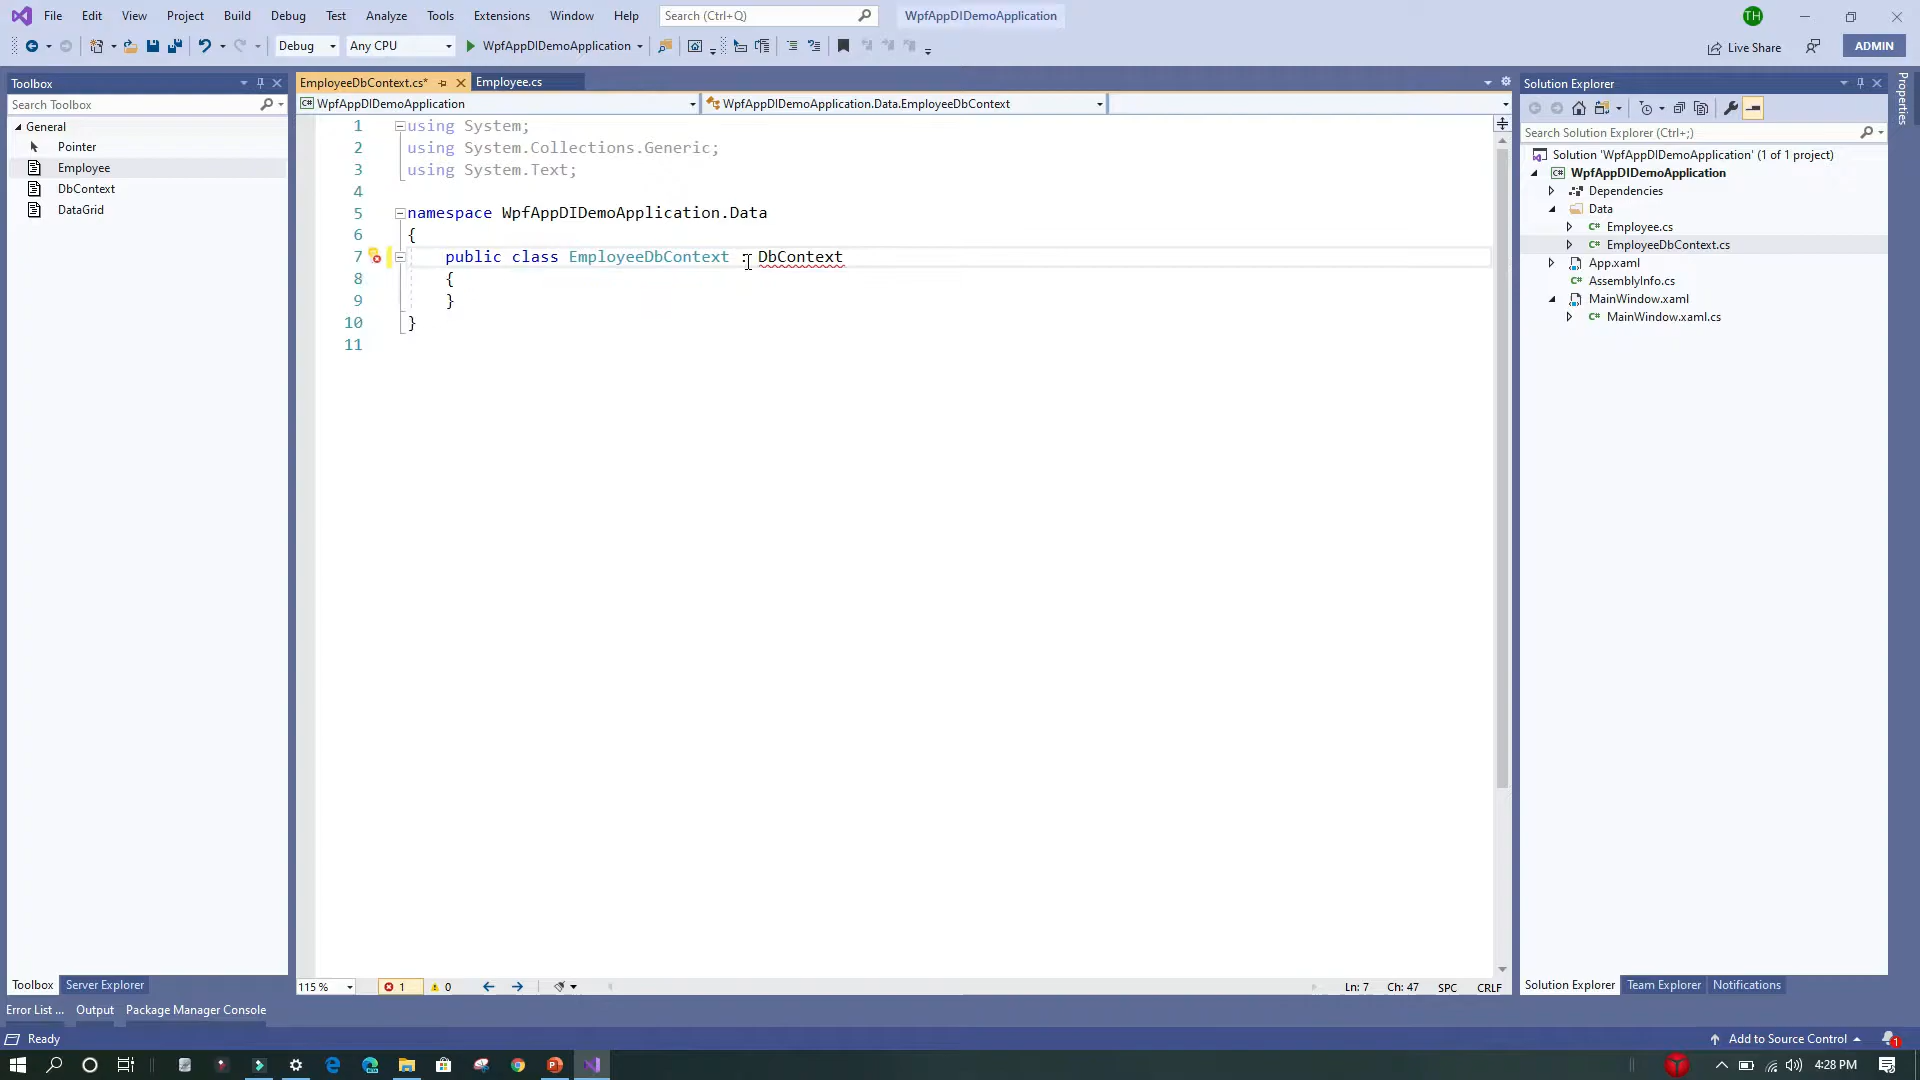 File Edit View Project Build Debug Test Analyze Tools Extensions Window Help Search (Ctrl+Q) WpfAppDIDemoApplication TH
Debug Any CPU WpfAppDIDemoApplication Live Share ADMIN
Toolbox
Search Toolbox
General
Pointer
Employee
DbContext
DataGrid
Toolbox Server Explorer
EmployeeDbContext.cs* Employee.cs
WpfAppDIDemoApplication WpfAppDIDemoApplication.Data.EmployeeDbContext
1 using System;
2 using System.Collections.Generic;
3 using System.Text;
4
5 namespace WpfAppDIDemoApplication.Data
6 {
7 public class EmployeeDbContext : DbContext
8 {
9 }
10 }
11
115 % 1 0 Ln: 7 Ch: 47 SPC CRLF
Solution Explorer
Search Solution Explorer (Ctrl+;)
Solution 'WpfAppDIDemoApplication' (1 of 1 project)
WpfAppDIDemoApplication
Dependencies
Data
C# Employee.cs
C# EmployeeDbContext.cs
App.xaml
C# AssemblyInfo.cs
MainWindow.xaml
C# MainWindow.xaml.cs
Solution Explorer Team Explorer Notifications
Properties
Error List ... Output Package Manager Console
Ready Add to Source Control 1
4:28 PM